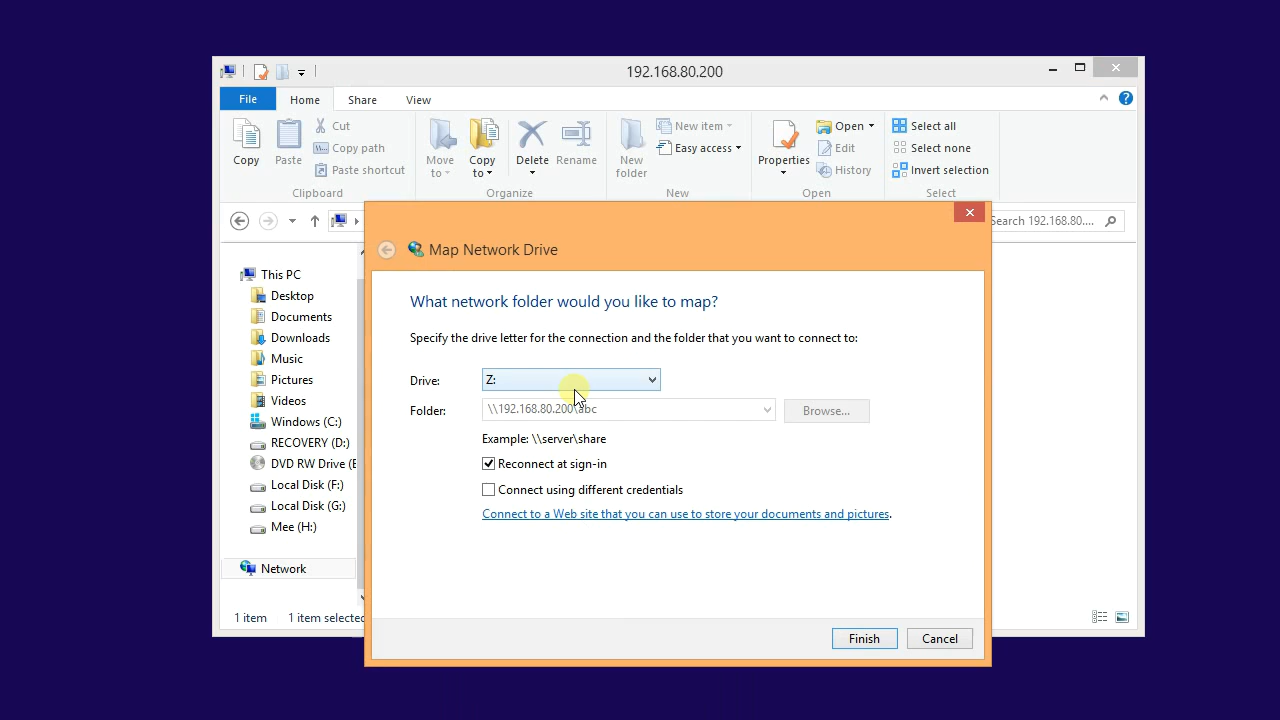 192.168.80.200
File
Home
Share
View
Copy
Paste
Cut
Copy path
Paste shortcut
Clipboard
Move to
Copy to
Delete
Rename
Organize
New folder
New item
Easy access
New
Properties
Open
Edit
History
Open
Select all
Select none
Invert selection
Select
Search 192.168.80....
This PC
Desktop
Documents
Downloads
Music
Pictures
Videos
Windows (C:)
RECOVERY (D:)
DVD RW Drive (E
Local Disk (F:)
Local Disk (G:)
Mee (H:)
Network
1 item
1 item selected
Map Network Drive
What network folder would you like to map?
Specify the drive letter for the connection and the folder that you want to connect to:
Drive:
Z:
Folder:
\\192.168.80.200\abc
Browse...
Example: \\server\share
Reconnect at sign-in
Connect using different credentials
Connect to a Web site that you can use to store your documents and pictures.
Finish
Cancel